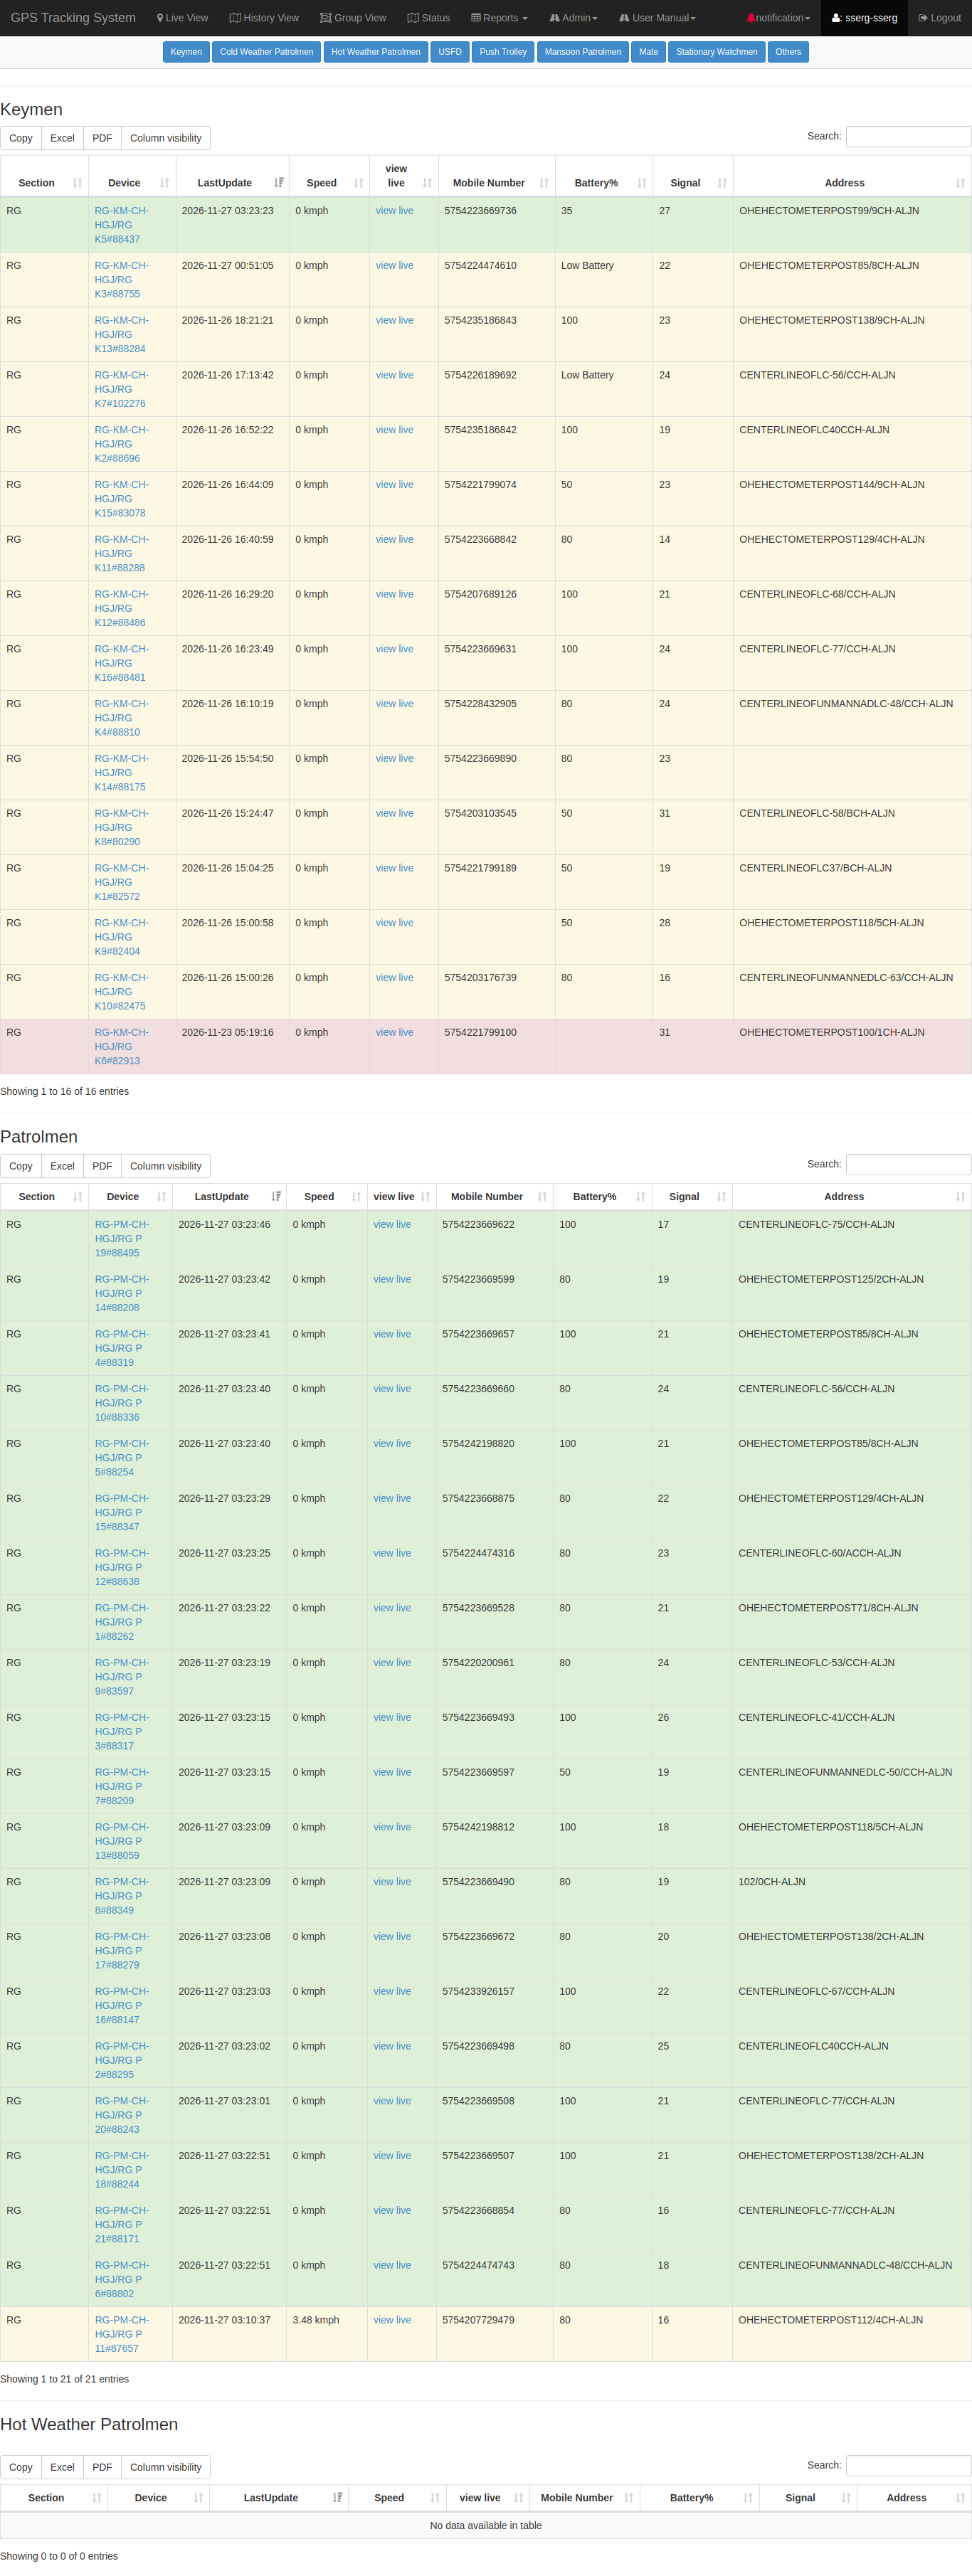 GPS Tracking System Live View History View Group View Status Reports Admin User Manual notification : sserg-sserg Logout
Keymen Cold Weather Patrolmen Hot Weather Patrolmen USFD Push Trolley Mansoon Patrolmen Mate Stationary Watchmen Others
Keymen
Copy Excel PDF Column visibility Search:
Section Device LastUpdate Speed view live Mobile Number Battery% Signal Address
RG RG-KM-CH-HGJ/RG K5#88437 2026-11-27 03:23:23 0 kmph view live 5754223669736 35 27 OHEHECTOMETERPOST99/9CH-ALJN
RG RG-KM-CH-HGJ/RG K3#88755 2026-11-27 00:51:05 0 kmph view live 5754224474610 Low Battery 22 OHEHECTOMETERPOST85/8CH-ALJN
RG RG-KM-CH-HGJ/RG K13#88284 2026-11-26 18:21:21 0 kmph view live 5754235186843 100 23 OHEHECTOMETERPOST138/9CH-ALJN
RG RG-KM-CH-HGJ/RG K7#102276 2026-11-26 17:13:42 0 kmph view live 5754226189692 Low Battery 24 CENTERLINEOFLC-56/CCH-ALJN
RG RG-KM-CH-HGJ/RG K2#88696 2026-11-26 16:52:22 0 kmph view live 5754235186842 100 19 CENTERLINEOFLC40CCH-ALJN
RG RG-KM-CH-HGJ/RG K15#83078 2026-11-26 16:44:09 0 kmph view live 5754221799074 50 23 OHEHECTOMETERPOST144/9CH-ALJN
RG RG-KM-CH-HGJ/RG K11#88288 2026-11-26 16:40:59 0 kmph view live 5754223668842 80 14 OHEHECTOMETERPOST129/4CH-ALJN
RG RG-KM-CH-HGJ/RG K12#88486 2026-11-26 16:29:20 0 kmph view live 5754207689126 100 21 CENTERLINEOFLC-68/CCH-ALJN
RG RG-KM-CH-HGJ/RG K16#88481 2026-11-26 16:23:49 0 kmph view live 5754223669631 100 24 CENTERLINEOFLC-77/CCH-ALJN
RG RG-KM-CH-HGJ/RG K4#88810 2026-11-26 16:10:19 0 kmph view live 5754228432905 80 24 CENTERLINEOFUNMANNADLC-48/CCH-ALJN
RG RG-KM-CH-HGJ/RG K14#88175 2026-11-26 15:54:50 0 kmph view live 5754223669890 80 23
RG RG-KM-CH-HGJ/RG K8#80290 2026-11-26 15:24:47 0 kmph view live 5754203103545 50 31 CENTERLINEOFLC-58/BCH-ALJN
RG RG-KM-CH-HGJ/RG K1#82572 2026-11-26 15:04:25 0 kmph view live 5754221799189 50 19 CENTERLINEOFLC37/BCH-ALJN
RG RG-KM-CH-HGJ/RG K9#82404 2026-11-26 15:00:58 0 kmph view live 50 28 OHEHECTOMETERPOST118/5CH-ALJN
RG RG-KM-CH-HGJ/RG K10#82475 2026-11-26 15:00:26 0 kmph view live 5754203176739 80 16 CENTERLINEOFUNMANNEDLC-63/CCH-ALJN
RG RG-KM-CH-HGJ/RG K6#82913 2026-11-23 05:19:16 0 kmph view live 5754221799100 31 OHEHECTOMETERPOST100/1CH-ALJN
Showing 1 to 16 of 16 entries
Patrolmen
Copy Excel PDF Column visibility Search:
Section Device LastUpdate Speed view live Mobile Number Battery% Signal Address
RG RG-PM-CH-HGJ/RG P 19#88495 2026-11-27 03:23:46 0 kmph view live 5754223669622 100 17 CENTERLINEOFLC-75/CCH-ALJN
RG RG-PM-CH-HGJ/RG P 14#88208 2026-11-27 03:23:42 0 kmph view live 5754223669599 80 19 OHEHECTOMETERPOST125/2CH-ALJN
RG RG-PM-CH-HGJ/RG P 4#88319 2026-11-27 03:23:41 0 kmph view live 5754223669657 100 21 OHEHECTOMETERPOST85/8CH-ALJN
RG RG-PM-CH-HGJ/RG P 10#88336 2026-11-27 03:23:40 0 kmph view live 5754223669660 80 24 CENTERLINEOFLC-56/CCH-ALJN
RG RG-PM-CH-HGJ/RG P 5#88254 2026-11-27 03:23:40 0 kmph view live 5754242198820 100 21 OHEHECTOMETERPOST85/8CH-ALJN
RG RG-PM-CH-HGJ/RG P 15#88347 2026-11-27 03:23:29 0 kmph view live 5754223668875 80 22 OHEHECTOMETERPOST129/4CH-ALJN
RG RG-PM-CH-HGJ/RG P 12#88638 2026-11-27 03:23:25 0 kmph view live 5754224474316 80 23 CENTERLINEOFLC-60/ACCH-ALJN
RG RG-PM-CH-HGJ/RG P 1#88262 2026-11-27 03:23:22 0 kmph view live 5754223669528 80 21 OHEHECTOMETERPOST71/8CH-ALJN
RG RG-PM-CH-HGJ/RG P 9#83597 2026-11-27 03:23:19 0 kmph view live 5754220200961 80 24 CENTERLINEOFLC-53/CCH-ALJN
RG RG-PM-CH-HGJ/RG P 3#88317 2026-11-27 03:23:15 0 kmph view live 5754223669493 100 26 CENTERLINEOFLC-41/CCH-ALJN
RG RG-PM-CH-HGJ/RG P 7#88209 2026-11-27 03:23:15 0 kmph view live 5754223669597 50 19 CENTERLINEOFUNMANNEDLC-50/CCH-ALJN
RG RG-PM-CH-HGJ/RG P 13#88059 2026-11-27 03:23:09 0 kmph view live 5754242198812 100 18 OHEHECTOMETERPOST118/5CH-ALJN
RG RG-PM-CH-HGJ/RG P 8#88349 2026-11-27 03:23:09 0 kmph view live 5754223669490 80 19 102/0CH-ALJN
RG RG-PM-CH-HGJ/RG P 17#88279 2026-11-27 03:23:08 0 kmph view live 5754223669672 80 20 OHEHECTOMETERPOST138/2CH-ALJN
RG RG-PM-CH-HGJ/RG P 16#88147 2026-11-27 03:23:03 0 kmph view live 5754233926157 100 22 CENTERLINEOFLC-67/CCH-ALJN
RG RG-PM-CH-HGJ/RG P 2#88295 2026-11-27 03:23:02 0 kmph view live 5754223669498 80 25 CENTERLINEOFLC40CCH-ALJN
RG RG-PM-CH-HGJ/RG P 20#88243 2026-11-27 03:23:01 0 kmph view live 5754223669508 100 21 CENTERLINEOFLC-77/CCH-ALJN
RG RG-PM-CH-HGJ/RG P 18#88244 2026-11-27 03:22:51 0 kmph view live 5754223669507 100 21 OHEHECTOMETERPOST138/2CH-ALJN
RG RG-PM-CH-HGJ/RG P 21#88171 2026-11-27 03:22:51 0 kmph view live 5754223668854 80 16 CENTERLINEOFLC-77/CCH-ALJN
RG RG-PM-CH-HGJ/RG P 6#88802 2026-11-27 03:22:51 0 kmph view live 5754224474743 80 18 CENTERLINEOFUNMANNADLC-48/CCH-ALJN
RG RG-PM-CH-HGJ/RG P 11#87657 2026-11-27 03:10:37 3.48 kmph view live 5754207729479 80 16 OHEHECTOMETERPOST112/4CH-ALJN
Showing 1 to 21 of 21 entries
Hot Weather Patrolmen
Copy Excel PDF Column visibility Search:
Section Device LastUpdate Speed view live Mobile Number Battery% Signal Address
No data available in table
Showing 0 to 0 of 0 entries